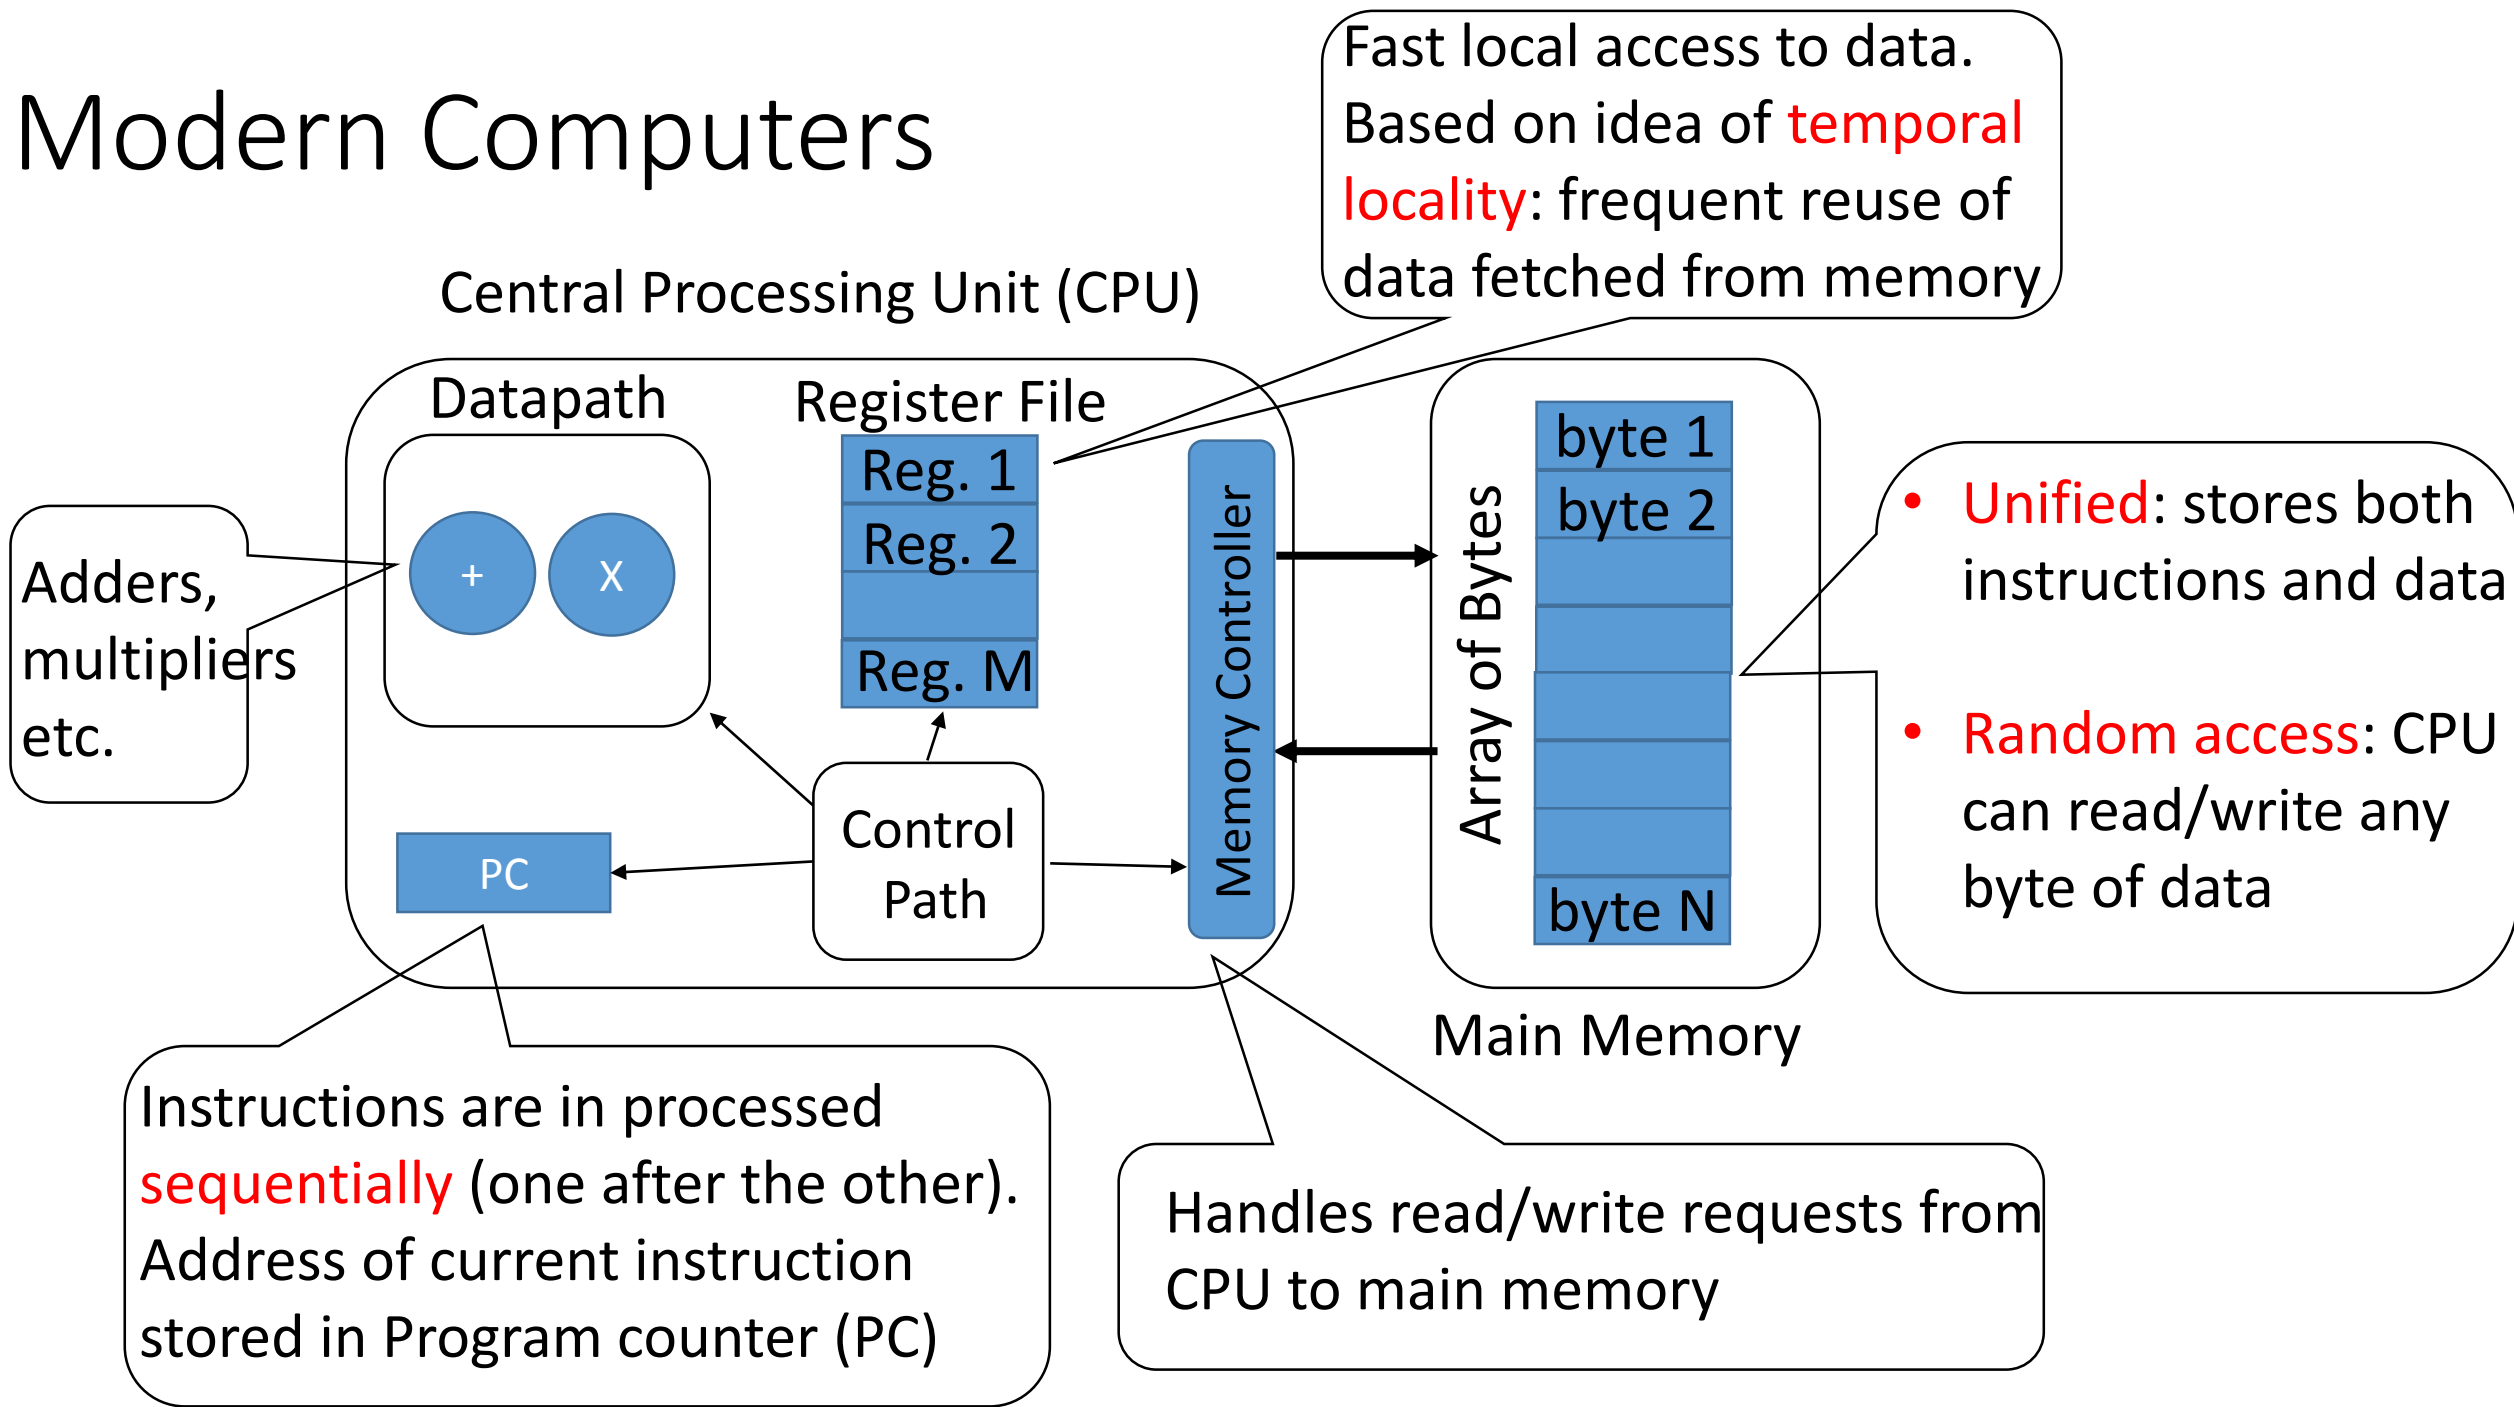 Modern Computers
Fast local access to data.
Based on idea of temporal
locality: frequent reuse of
data fetched from memory
Central Processing Unit (CPU)
Datapath
Register File
Reg. 1
Reg. 2
Reg. M
+
X
Adders,
multipliers
etc.
PC
Control
Path
Memory Controller
Array of Bytes
byte 1
byte 2
byte N
Main Memory
• Unified: stores both
instructions and data
• Random access: CPU
can read/write any
byte of data
Instructions are in processed
sequentially (one after the other).
Address of current instruction
stored in Program counter (PC)
Handles read/write requests from
CPU to main memory